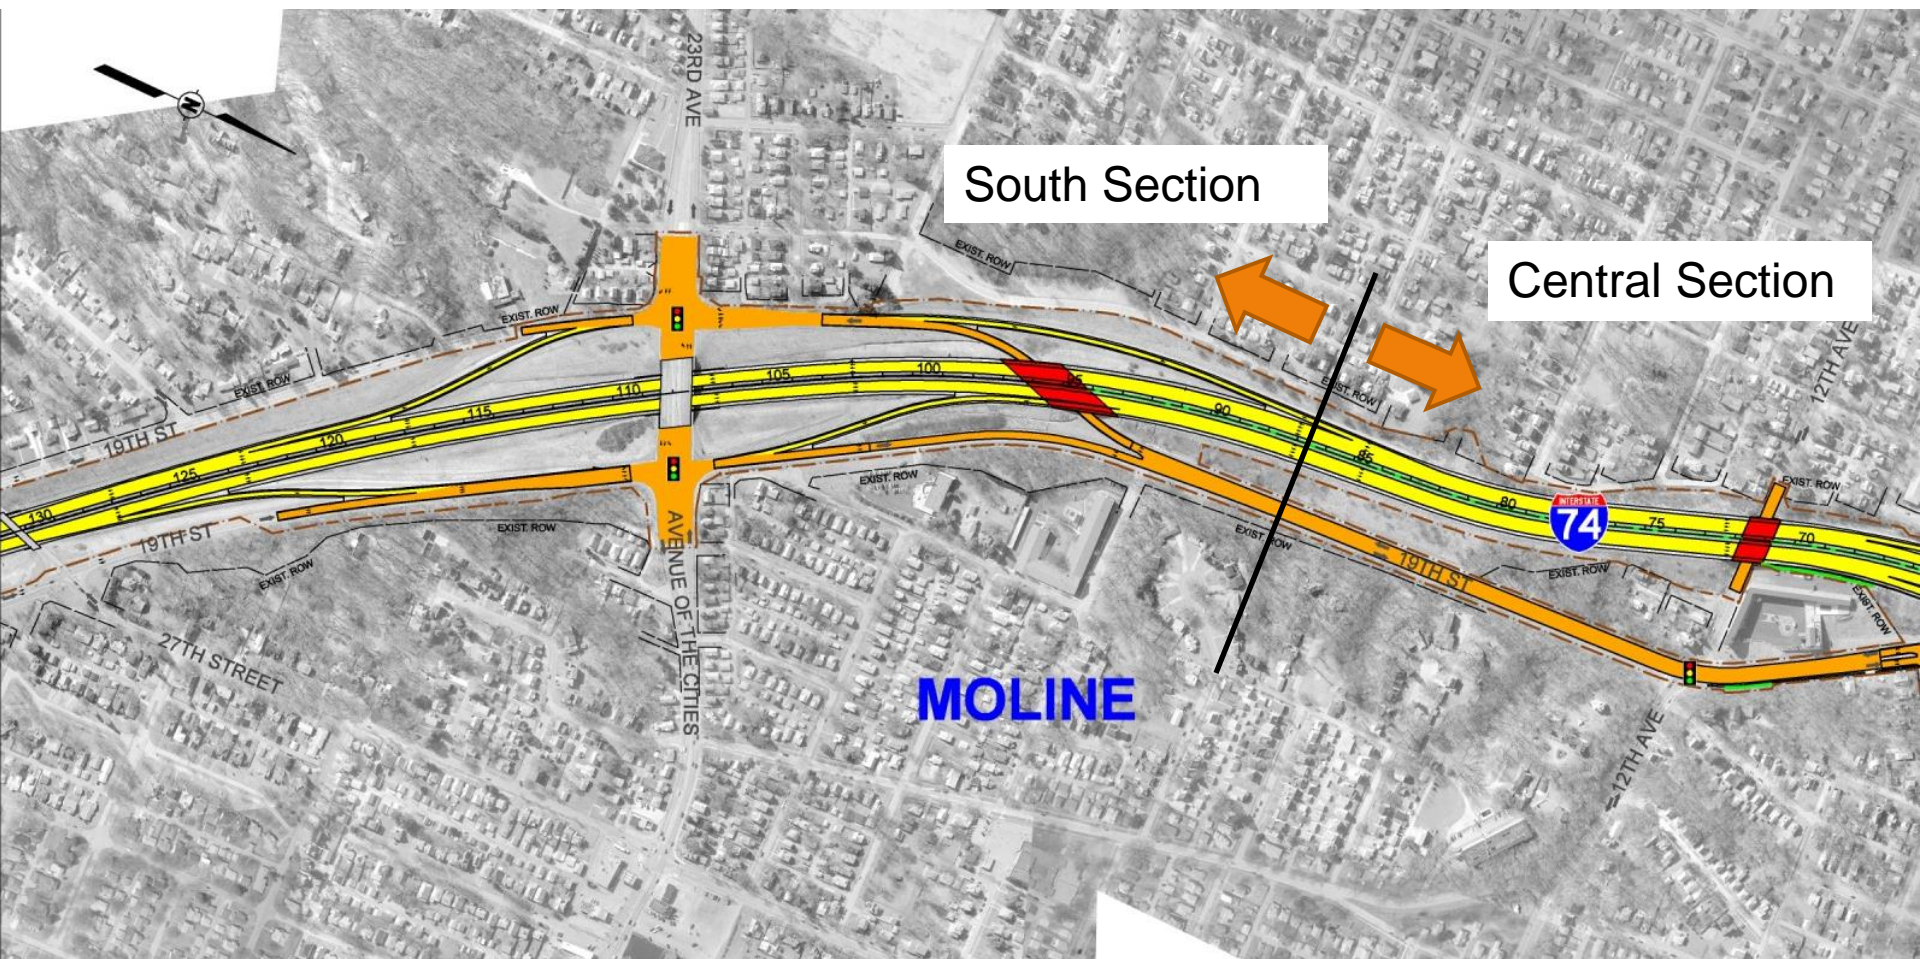 N
23RD AVE
South Section
EXIST. ROW
Central Section
EXIST. ROW
12TH AVE
EXIST. ROW
EXIST. ROW
19TH ST
130
125
120
115
110
105
100
95
90
85
80
INTERSTATE
74
75
70
EXIST. ROW
EXIST. ROW
19TH ST
EXIST. ROW
EXIST. ROW
EXIST. ROW
19TH ST
EXIST. ROW
EXIST. ROW
27TH STREET
AVENUE OF THE CITIES
MOLINE
12TH AVE